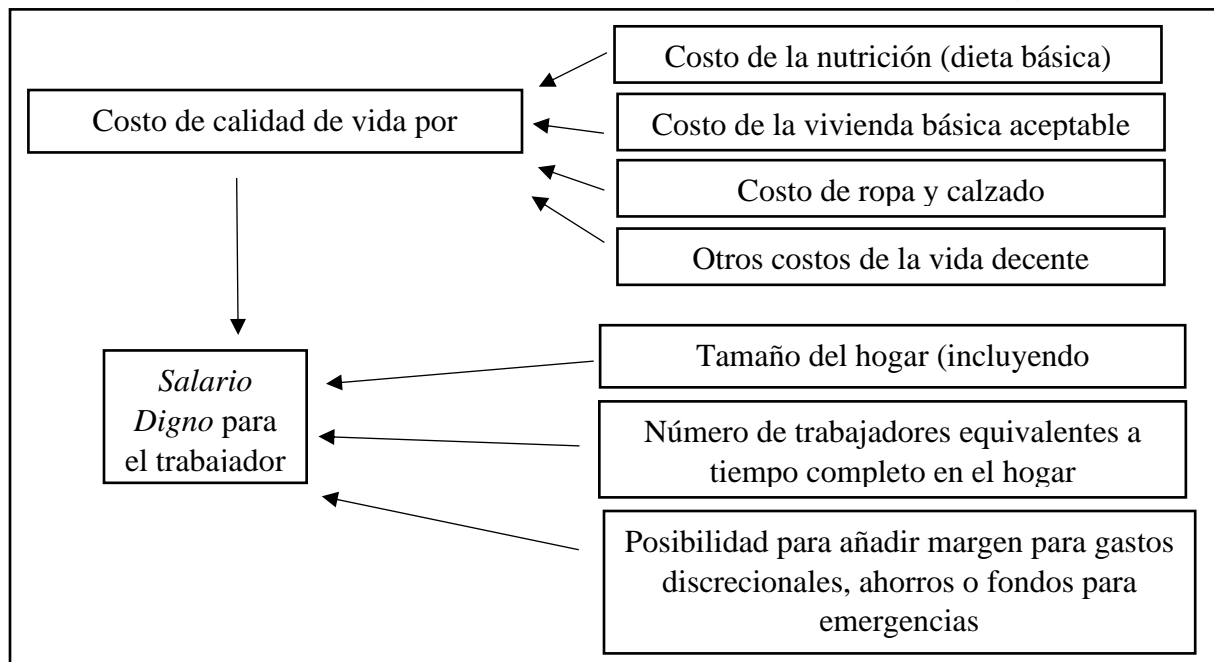 Costo de la nutrición (dieta básica)
Costo de calidad de vida por
Costo de la vivienda básica aceptable
Costo de ropa y calzado
Otros costos de la vida decente
Salario
Digno para
el trabajador
Tamaño del hogar (incluyendo
Número de trabajadores equivalentes a
tiempo completo en el hogar
Posibilidad para añadir margen para gastos
discrecionales, ahorros o fondos para
emergencias